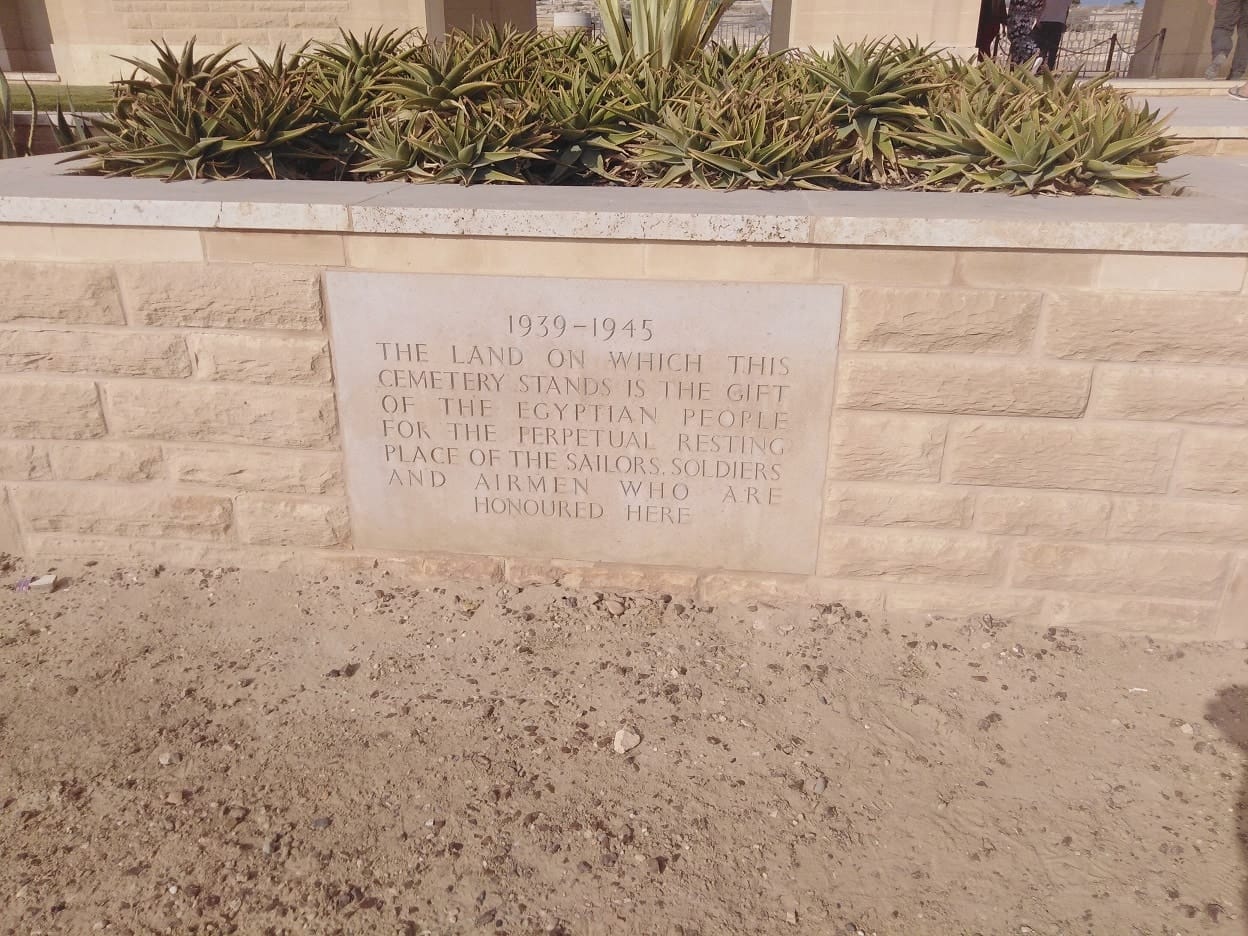 1939-1945
THE LAND ON WHICH THIS
CEMETERY STANDS IS THE GIFT
OF THE EGYPTIAN PEOPLE
FOR THE PERPETUAL RESTING
PLACE OF THE SAILORS, SOLDIERS
AND AIRMEN WHO ARE
HONOURED HERE